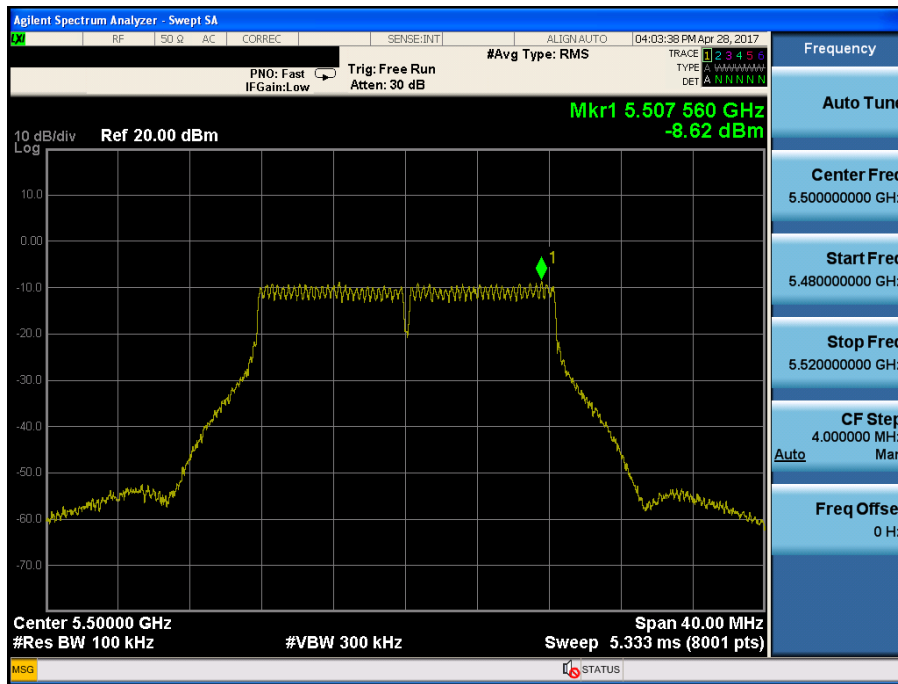 Agilent Spectrum Analyzer - Swept SA
LXI RF 50 Ω AC CORREC SENSE:INT ALIGN AUTO 04:03:38 PM Apr 28, 2017
#Avg Type: RMS
TRACE 1 2 3 4 5 6
TYPE A WWWWW
DET A N N N N N
PNO: Fast
IFGain:Low
Trig: Free Run
Atten: 30 dB
Mkr1 5.507 560 GHz
-8.62 dBm
10 dB/div
Log
Ref 20.00 dBm
10.0
0.00
1
-10.0
-20.0
-30.0
-40.0
-50.0
-60.0
-70.0
Center 5.50000 GHz
Span 40.00 MHz
#Res BW 100 kHz
#VBW 300 kHz
Sweep 5.333 ms (8001 pts)
MSG
STATUS
Frequency
Auto Tune
Center Freq
5.500000000 GHz
Start Freq
5.480000000 GHz
Stop Freq
5.520000000 GHz
CF Step
4.000000 MHz
Auto Man
Freq Offset
0 Hz